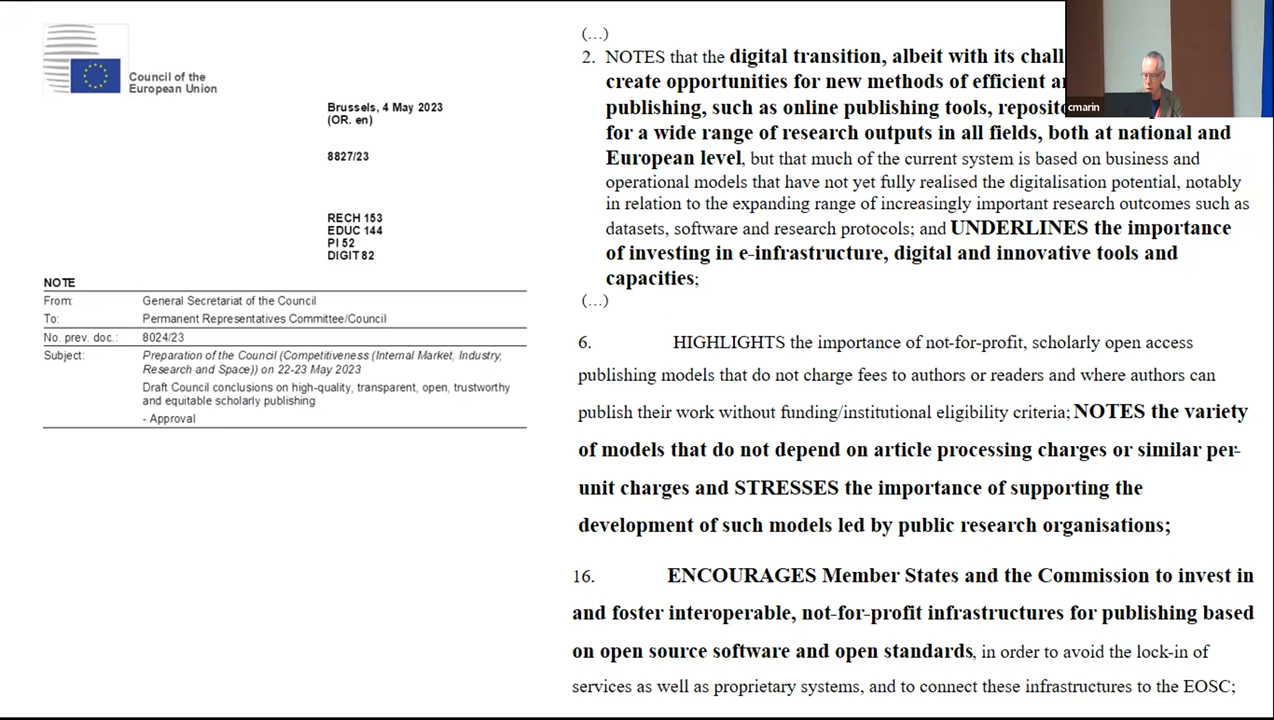 Council of the
European Union
Brussels, 4 May 2023
(OR. en)
8827/23
RECH 153
EDUC 144
PI 52
DIGIT 82
NOTE
From: General Secretariat of the Council
To: Permanent Representatives Committee/Council
No. prev. doc.: 8024/23
Subject: Preparation of the Council (Competitiveness (Internal Market, Industry,
Research and Space)) on 22-23 May 2023
Draft Council conclusions on high-quality, transparent, open, trustworthy
and equitable scholarly publishing
- Approval
(…)
2. NOTES that the digital transition, albeit with its
create opportunities for new methods of efficient
publishing, such as online publishing tools,
for a wide range of research outputs in all fields, both at national and
European level, but that much of the current system is based on business and
operational models that have not yet fully realised the digitalisation potential, notably
in relation to the expanding range of increasingly important research outcomes such as
datasets, software and research protocols; and UNDERLINES the importance
of investing in e-infrastructure, digital and innovative tools and
capacities;
(…)
6. HIGHLIGHTS the importance of not-for-profit, scholarly open access
publishing models that do not charge fees to authors or readers and where authors can
publish their work without funding/institutional eligibility criteria; NOTES the variety
of models that do not depend on article processing charges or similar per-
unit charges and STRESSES the importance of supporting the
development of such models led by public research organisations;
16. ENCOURAGES Member States and the Commission to invest in
and foster interoperable, not-for-profit infrastructures for publishing based
on open source software and open standards, in order to avoid the lock-in of
services as well as proprietary systems, and to connect these infrastructures to the EOSC;
cmarin